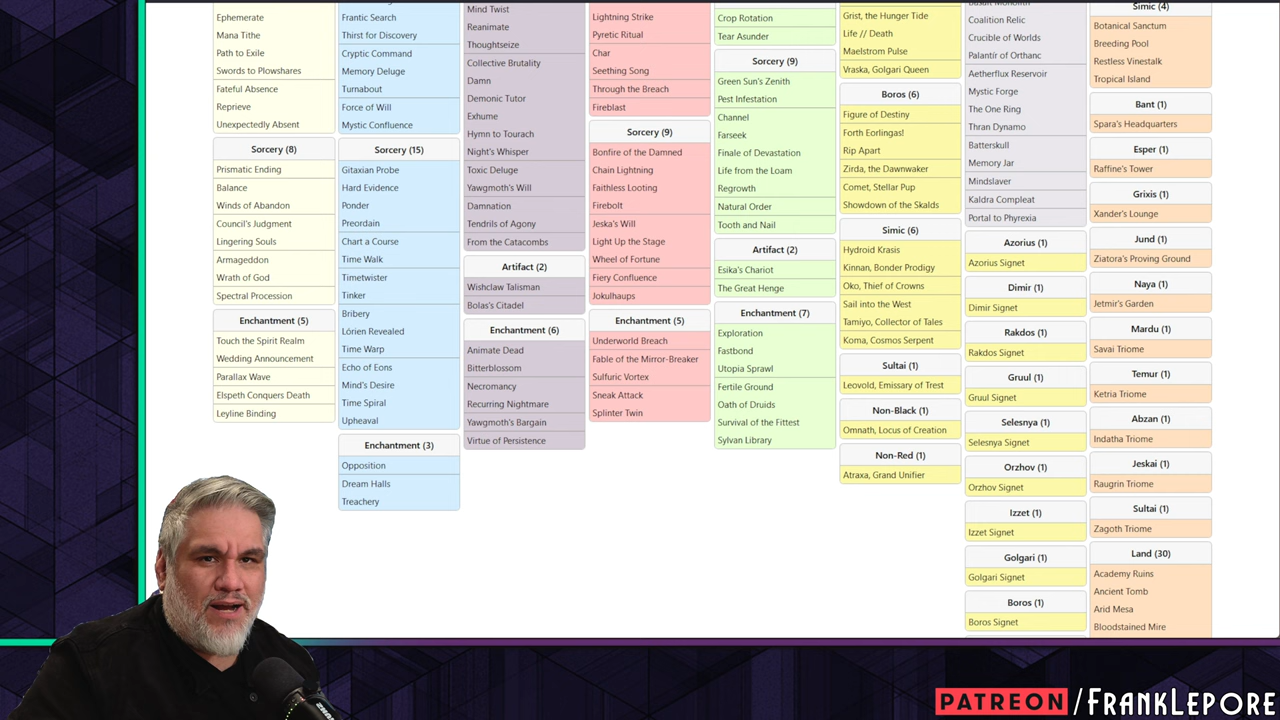 Ephemerate
Mana Tithe
Path to Exile
Swords to Plowshares
Fateful Absence
Reprieve
Unexpectedly Absent
Sorcery (8)
Prismatic Ending
Balance
Winds of Abandon
Council's Judgment
Lingering Souls
Armageddon
Wrath of God
Spectral Procession
Enchantment (5)
Touch the Spirit Realm
Wedding Announcement
Parallax Wave
Elspeth Conquers Death
Leyline Binding
Frantic Search
Thirst for Discovery
Cryptic Command
Memory Deluge
Turnabout
Force of Will
Mystic Confluence
Sorcery (15)
Gitaxian Probe
Hard Evidence
Ponder
Preordain
Chart a Course
Time Walk
Timetwister
Tinker
Bribery
Lórien Revealed
Time Warp
Echo of Eons
Mind's Desire
Time Spiral
Upheaval
Enchantment (3)
Opposition
Dream Halls
Treachery
Mind Twist
Reanimate
Thoughtseize
Collective Brutality
Damn
Demonic Tutor
Exhume
Hymn to Tourach
Night's Whisper
Toxic Deluge
Yawgmoth's Will
Damnation
Tendrils of Agony
From the Catacombs
Artifact (2)
Wishclaw Talisman
Bolas's Citadel
Enchantment (6)
Animate Dead
Bitterblossom
Necromancy
Recurring Nightmare
Yawgmoth's Bargain
Virtue of Persistence
Lightning Strike
Pyretic Ritual
Char
Seething Song
Through the Breach
Fireblast
Sorcery (9)
Bonfire of the Damned
Chain Lightning
Faithless Looting
Firebolt
Jeska's Will
Light Up the Stage
Wheel of Fortune
Fiery Confluence
Jokulhaups
Enchantment (5)
Underworld Breach
Fable of the Mirror-Breaker
Sulfuric Vortex
Sneak Attack
Splinter Twin
Crop Rotation
Tear Asunder
Sorcery (9)
Green Sun's Zenith
Pest Infestation
Channel
Farseek
Finale of Devastation
Life from the Loam
Regrowth
Natural Order
Tooth and Nail
Artifact (2)
Esika's Chariot
The Great Henge
Enchantment (7)
Exploration
Fastbond
Utopia Sprawl
Fertile Ground
Oath of Druids
Survival of the Fittest
Sylvan Library
Grist, the Hunger Tide
Life // Death
Maelstrom Pulse
Vraska, Golgari Queen
Boros (6)
Figure of Destiny
Forth Eorlingas!
Rip Apart
Zirda, the Dawnwaker
Comet, Stellar Pup
Showdown of the Skalds
Simic (6)
Hydroid Krasis
Kinnan, Bonder Prodigy
Oko, Thief of Crowns
Sail into the West
Tamiyo, Collector of Tales
Koma, Cosmos Serpent
Sultai (1)
Leovold, Emissary of Trest
Non-Black (1)
Omnath, Locus of Creation
Non-Red (1)
Atraxa, Grand Unifier
Basalt Monolith
Coalition Relic
Crucible of Worlds
Palantír of Orthanc
Aetherflux Reservoir
Mystic Forge
The One Ring
Thran Dynamo
Batterskull
Memory Jar
Mindslaver
Kaldra Compleat
Portal to Phyrexia
Azorius (1)
Azorius Signet
Dimir (1)
Dimir Signet
Rakdos (1)
Rakdos Signet
Gruul (1)
Gruul Signet
Selesnya (1)
Selesnya Signet
Orzhov (1)
Orzhov Signet
Izzet (1)
Izzet Signet
Golgari (1)
Golgari Signet
Boros (1)
Boros Signet
Simic (4)
Botanical Sanctum
Breeding Pool
Restless Vinestalk
Tropical Island
Bant (1)
Spara's Headquarters
Esper (1)
Raffine's Tower
Grixis (1)
Xander's Lounge
Jund (1)
Ziatora's Proving Ground
Naya (1)
Jetmir's Garden
Mardu (1)
Savai Triome
Temur (1)
Ketria Triome
Abzan (1)
Indatha Triome
Jeskai (1)
Raugrin Triome
Sultai (1)
Zagoth Triome
Land (30)
Academy Ruins
Ancient Tomb
Arid Mesa
Bloodstained Mire
PATREON/FRANKLEPORE